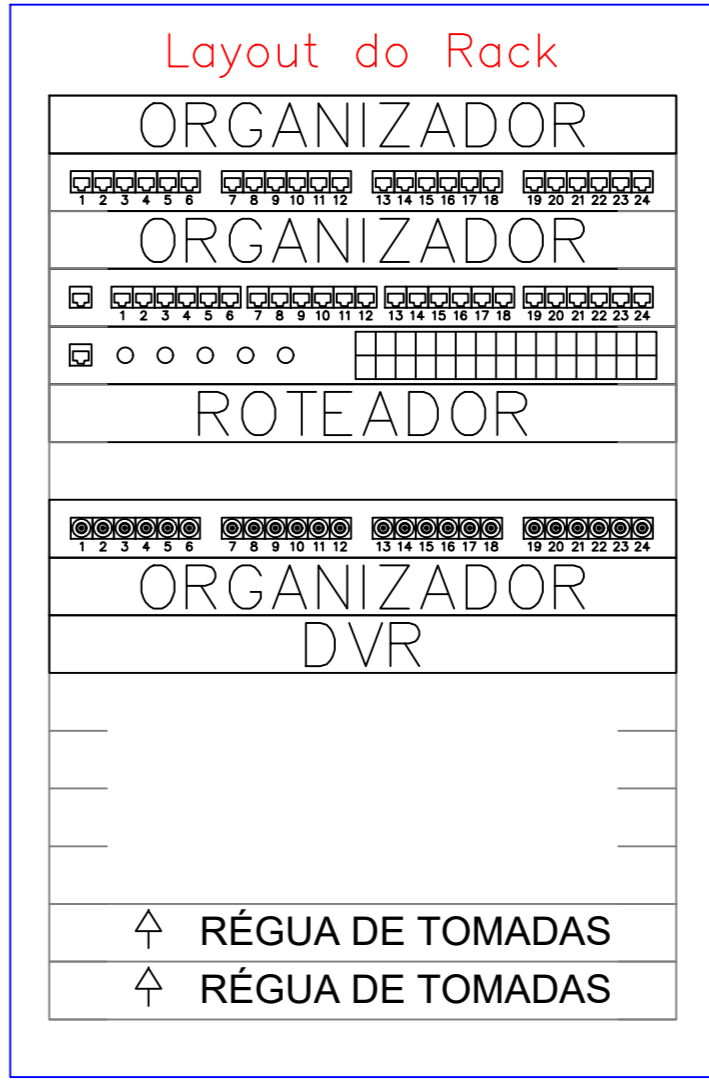 Layout do Rack
ORGANIZADOR
1 2 3 4 5 6 7 8 9 10 11 12 13 14 15 16 17 18 19 20 21 22 23 24
ORGANIZADOR
1 2 3 4 5 6 7 8 9 10 11 12 13 14 15 16 17 18 19 20 21 22 23 24
ROTEADOR
1 2 3 4 5 6 7 8 9 10 11 12 13 14 15 16 17 18 19 20 21 22 23 24
ORGANIZADOR
DVR
RÉGUA DE TOMADAS
RÉGUA DE TOMADAS